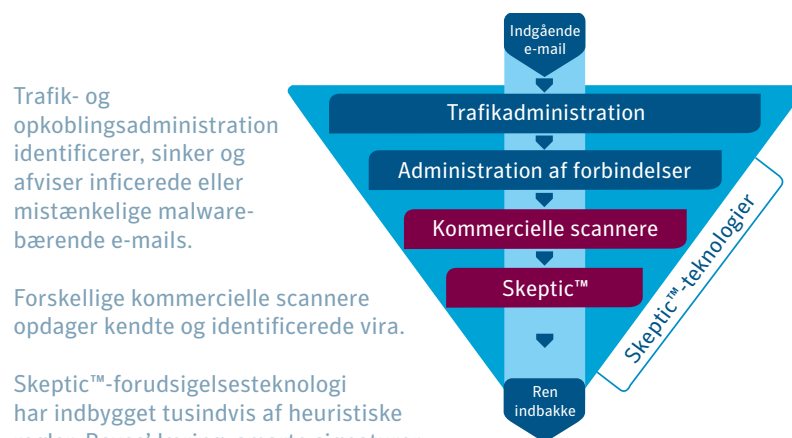 Trafik- og
opkoblingsadministration
identificerer, sinker og
afviser inficerede eller
mistænkelige malware-
bærende e-mails.
Forskellige kommercielle scannere
opdager kendte og identificerede vira.
Skeptic™-forudsigelsesteknologi
har indbygget tusindvis af heuristiske
Indgående
e-mail
Trafikadministration
Administration af forbindelser
Kommercielle scannere
Skeptic™
Ren
indbakke
Skeptic™-teknologier